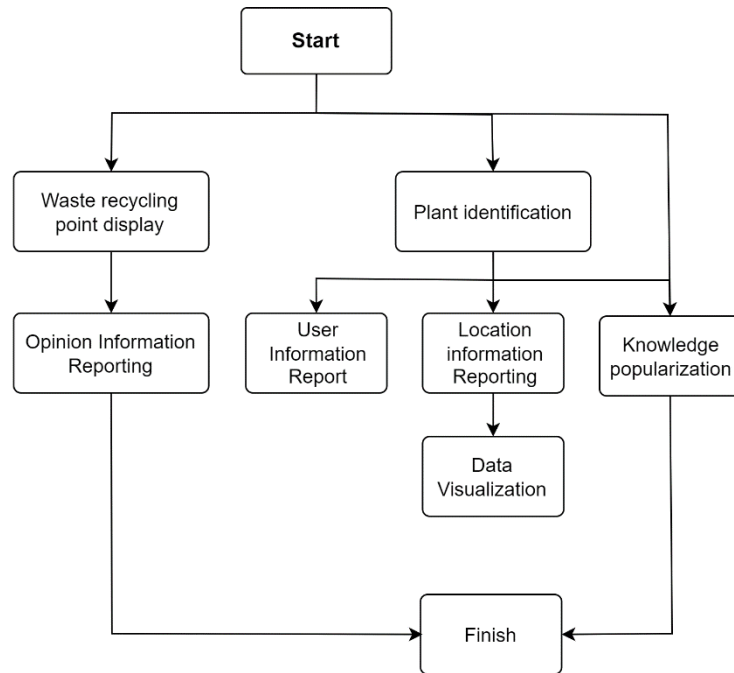 Start
Waste recycling
point display
Plant identification
Opinion Information
Reporting
User
Information
Report
Location
information
Reporting
Knowledge
popularization
Data
Visualization
Finish